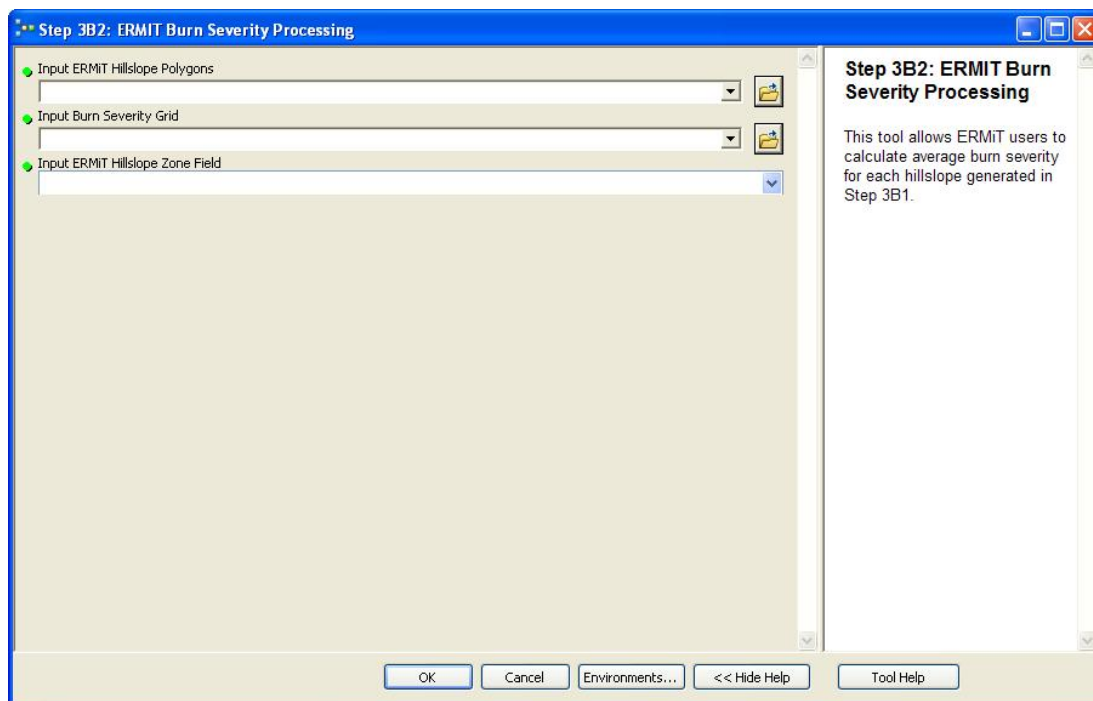 Step 3B2: ERMIT Burn Severity Processing
Input ERMiT Hillslope Polygons
Input Burn Severity Grid
Input ERMiT Hillslope Zone Field
Step 3B2: ERMIT Burn
Severity Processing
This tool allows ERMiT users to
calculate average burn severity
for each hillslope generated in
Step 3B1.
OK
Cancel
Environments...
<< Hide Help
Tool Help